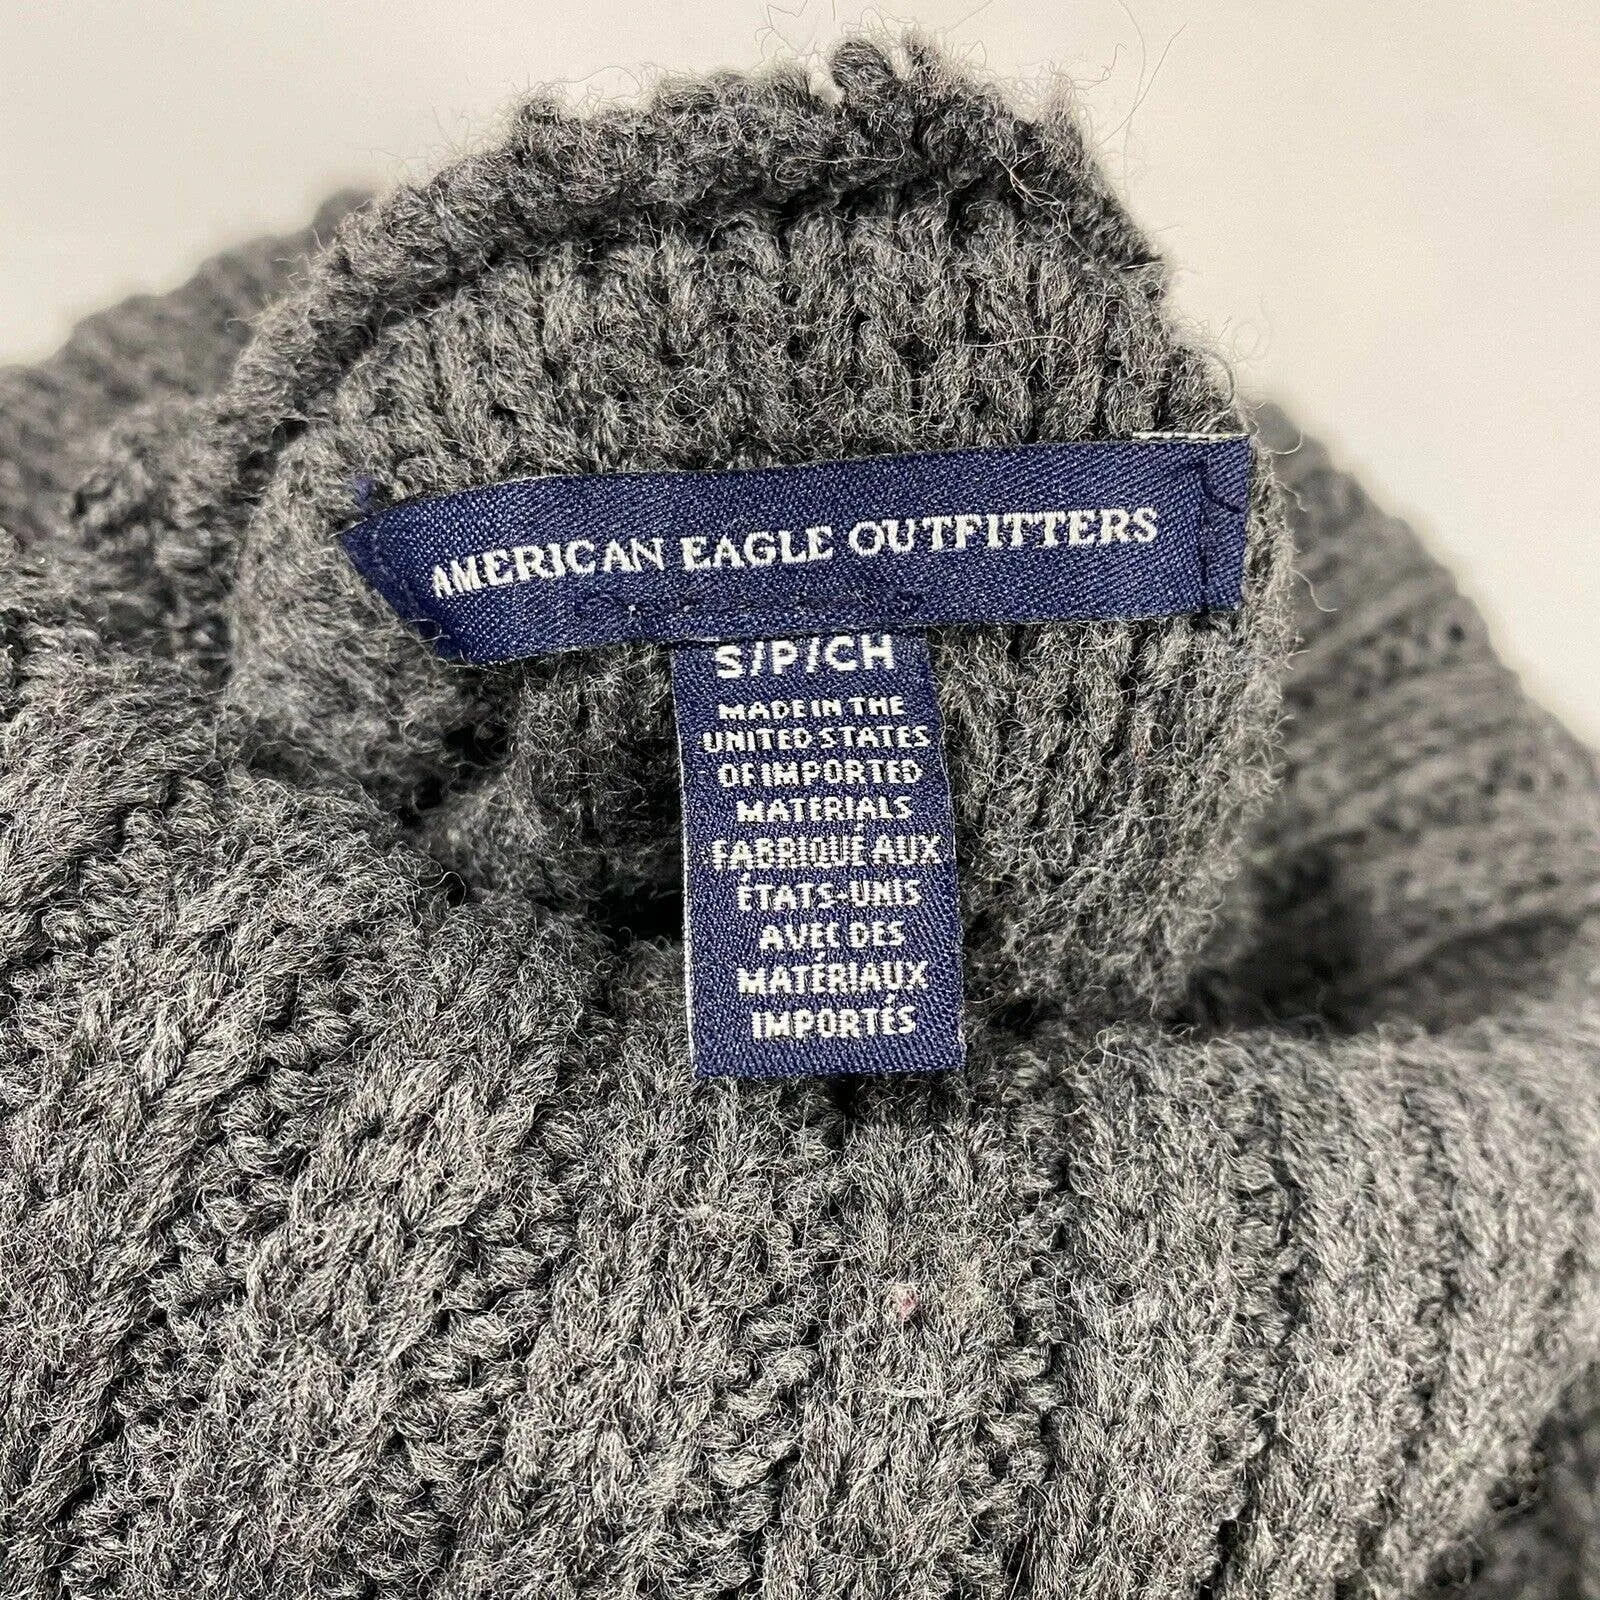 AMERICAN EAGLE OUTFITTERS
S/P/CH
MADE IN THE
UNITED STATES
OF IMPORTED
MATERIALS
FABRIQUÉ AUX
ÉTATS-UNIS
AVEC DES
MATÉRIAUX
IMPORTÉS